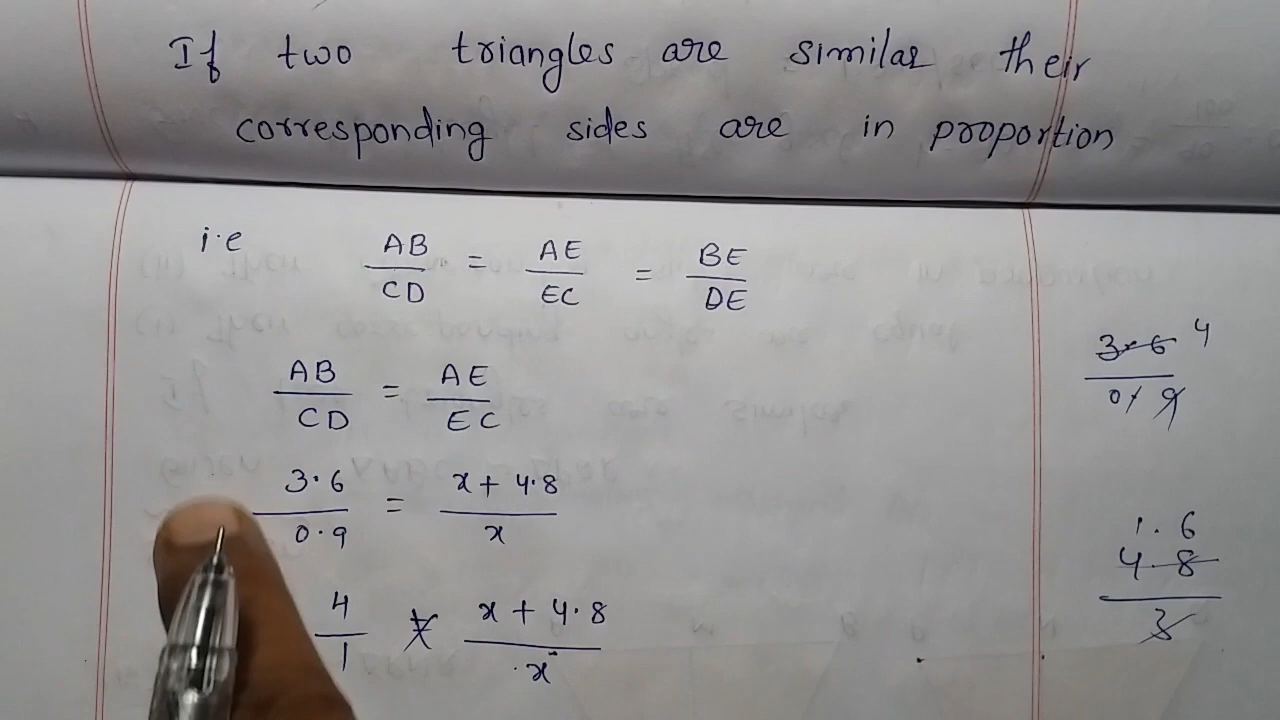 If two triangles are similar their
corresponding sides are in proportion
i.e AB/CD = AE/EC = BE/DE
AB/CD = AE/EC
3.6/0.9 = x+4.8/x
4/1 = x+4.8/x
3.6 4
0.9
1.6
4.8
3